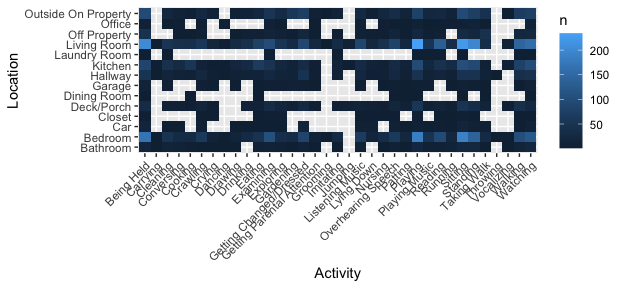 Location
Outside On Property
Office
Off Property
Living Room
Laundry Room
Kitchen
Hallway
Garage
Dining Room
Deck/Porch
Closet
Car
Bedroom
Bathroom
Being Held
Carrying
Cleaning
Conversing
Crawling
Crying
Dancing
Drawing
Drinking
Eating
Examining
Exploring
Gardening
Getting Changed/Dressed
Getting Parental Attention
Grooming
Imitating
Jumping
Listening Music
Lying Down
Nursing
Overhearing Speech
Playing
Playing Music
Reading
Running
Sitting
Standing
Taking Walk
Throwing
Vocalizing
Walking
Watching
Activity
n
200
150
100
50